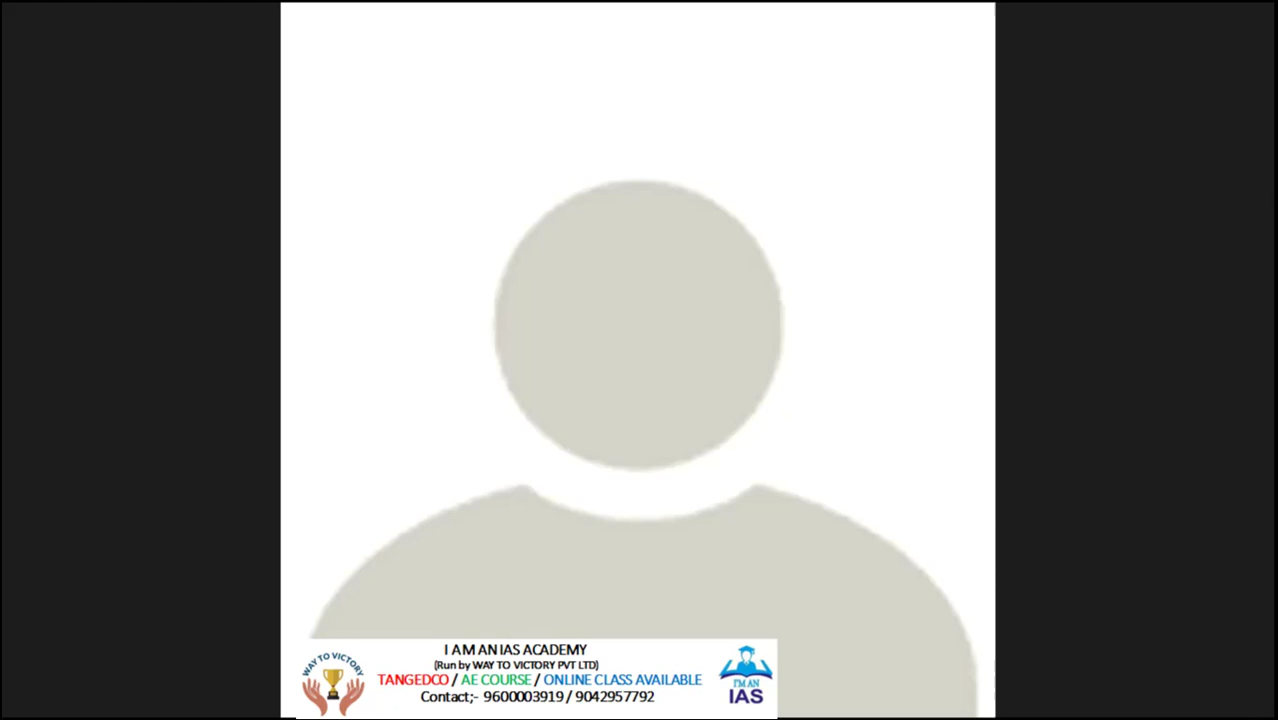 I AM AN IAS ACADEMY
(Run by WAY TO VICTORY PVT LTD)
TANGEDCO / AE COURSE / ONLINE CLASS AVAILABLE
Contact;- 9600003919 / 9042957792
WAY TO VICTORY
I'M AN
IAS